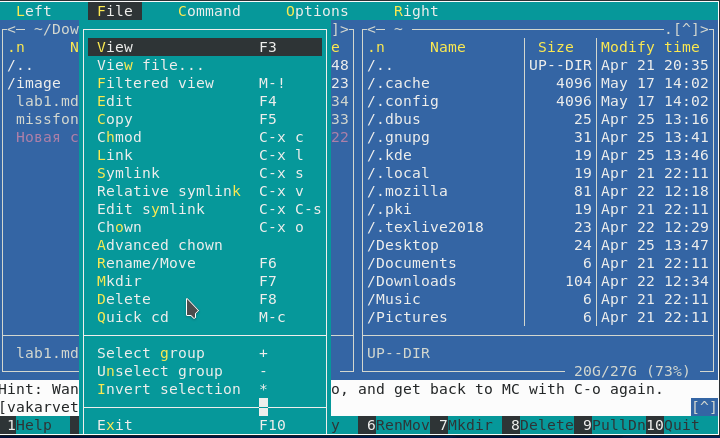 Left File Command Options Right
<— ~/Dow ]> <— ~ .[^]>
.n N e .n Name Size Modify time
View F3
/.. 48 /.. UP--DIR Apr 21 20:35
View file...
/image 23 /.cache 4096 May 17 14:02
Filtered view M-!
lab1.md 34 /.config 4096 May 17 14:02
Edit F4
missfon 33 /.dbus 25 Apr 25 13:16
Copy F5
Новая с 22 /.gnupg 31 Apr 25 13:41
Chmod C-x c
/.kde 19 Apr 25 13:46
Link C-x l
/.local 19 Apr 21 22:11
Symlink C-x s
/.mozilla 81 Apr 22 12:18
Relative symlink C-x v
/.pki 19 Apr 21 22:11
Edit symlink C-x C-s
/.texlive2018 23 Apr 22 12:29
Chown C-x o
/Desktop 24 Apr 25 13:47
Advanced chown
/Documents 6 Apr 21 22:11
Rename/Move F6
/Downloads 104 Apr 22 12:34
Mkdir F7
/Music 6 Apr 21 22:11
Delete F8
/Pictures 6 Apr 21 22:11
Quick cd M-c
lab1.md UP--DIR
Select group +
Unselect group -
20G/27G (73%)
Invert selection *
Hint: Wan o, and get back to MC with C-o again.
[vakarvet [^]
Exit F10
1Help y 6RenMov 7Mkdir 8Delete 9PullDn 10Quit